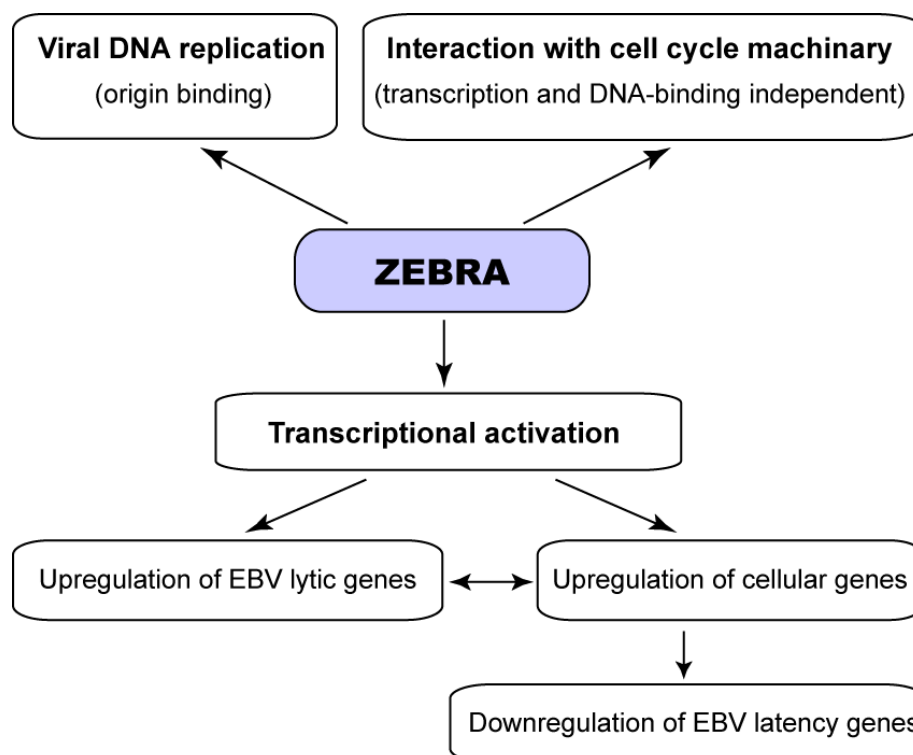 Viral DNA replication
(origin binding)
Interaction with cell cycle machinary
(transcription and DNA-binding independent)
ZEBRA
Transcriptional activation
Upregulation of EBV lytic genes
Upregulation of cellular genes
Downregulation of EBV latency genes